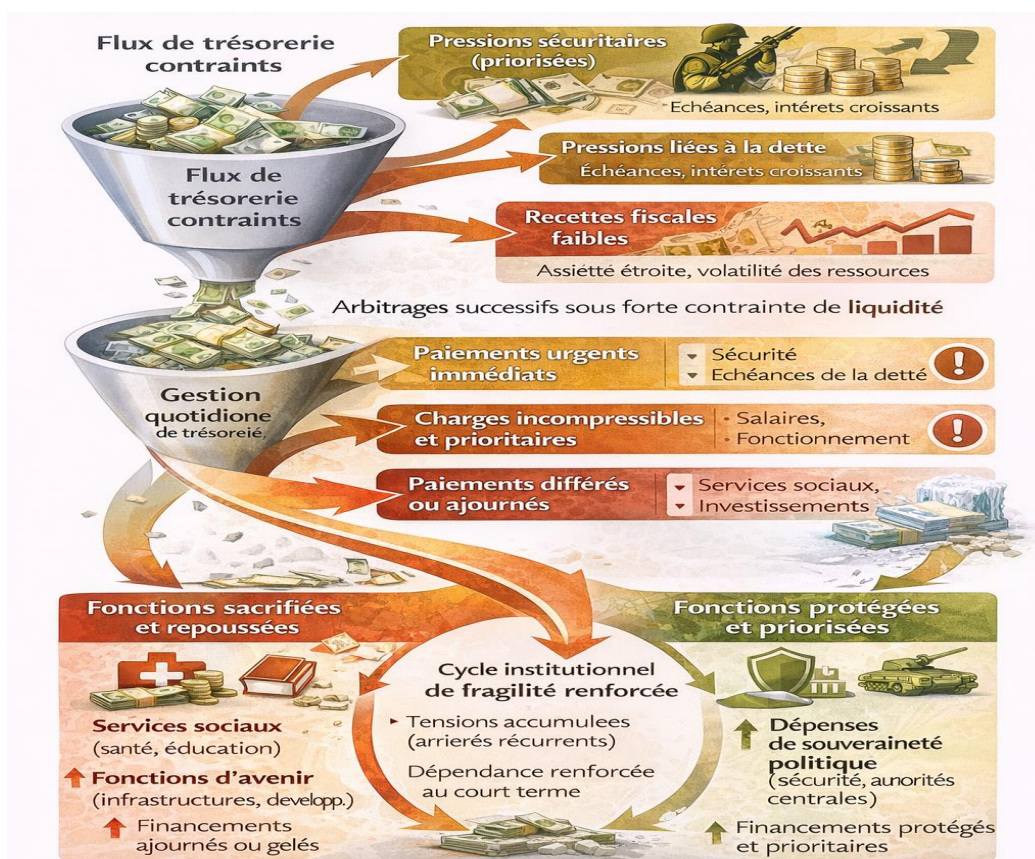 Flux de trésorerie
contraints
Pressions sécuritaires
(priorisées)
Echéances, intérets croissants
Flux de
trésorerie
contraints
Pressions liées à la dette
Échéances, intérets croissants
Recettes fiscales
faibles
Assiétté étroite, volatilité des ressources
Arbitrages successifs sous forte contrainte de liquidité
Gestion
quotidione
de trésoreié.
Paiements urgents
immédiats
Sécurité
Echéances de la detté
Charges incompressibles
et prioritaires
• Salaires,
• Fonctionnement
Paiements différés
ou ajournés
Services sociaux,
Investissements
Fonctions sacrifiées
et repoussées
Services sociaux
(santé, éducation)
Fonctions d'avenir
(infrastructures, developp.)
Financements
ajournés ou gelés
Cycle institutionnel
de fragilité renforcée
Tensions accumulees
(arrierés récurrents)
Dépendance renforcée
au court terme
Fonctions protégées
et priorisées
Dépenses
de souveraineté
politique
(sécurité, aunorités
centrales)
Financements protégés
et prioritaires